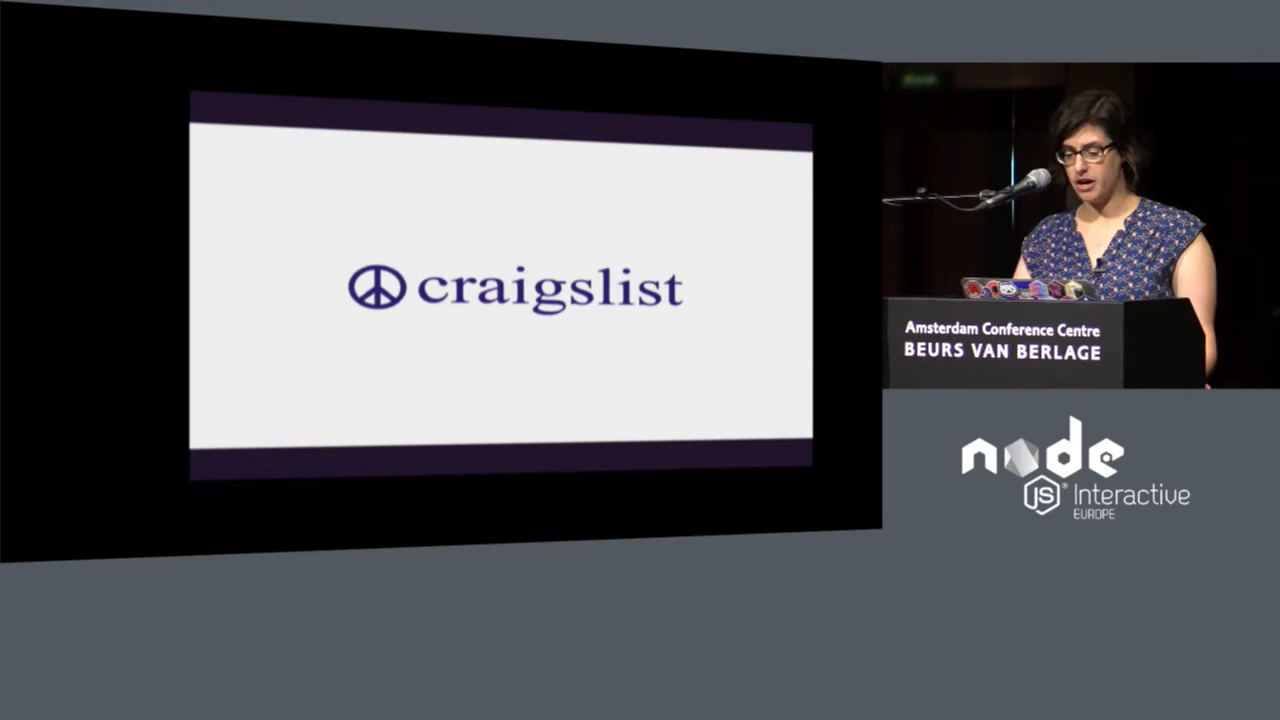 craigslist
Amsterdam Conference Centre
BEURS VAN BERLAGE
node
JS® Interactive
EUROPE